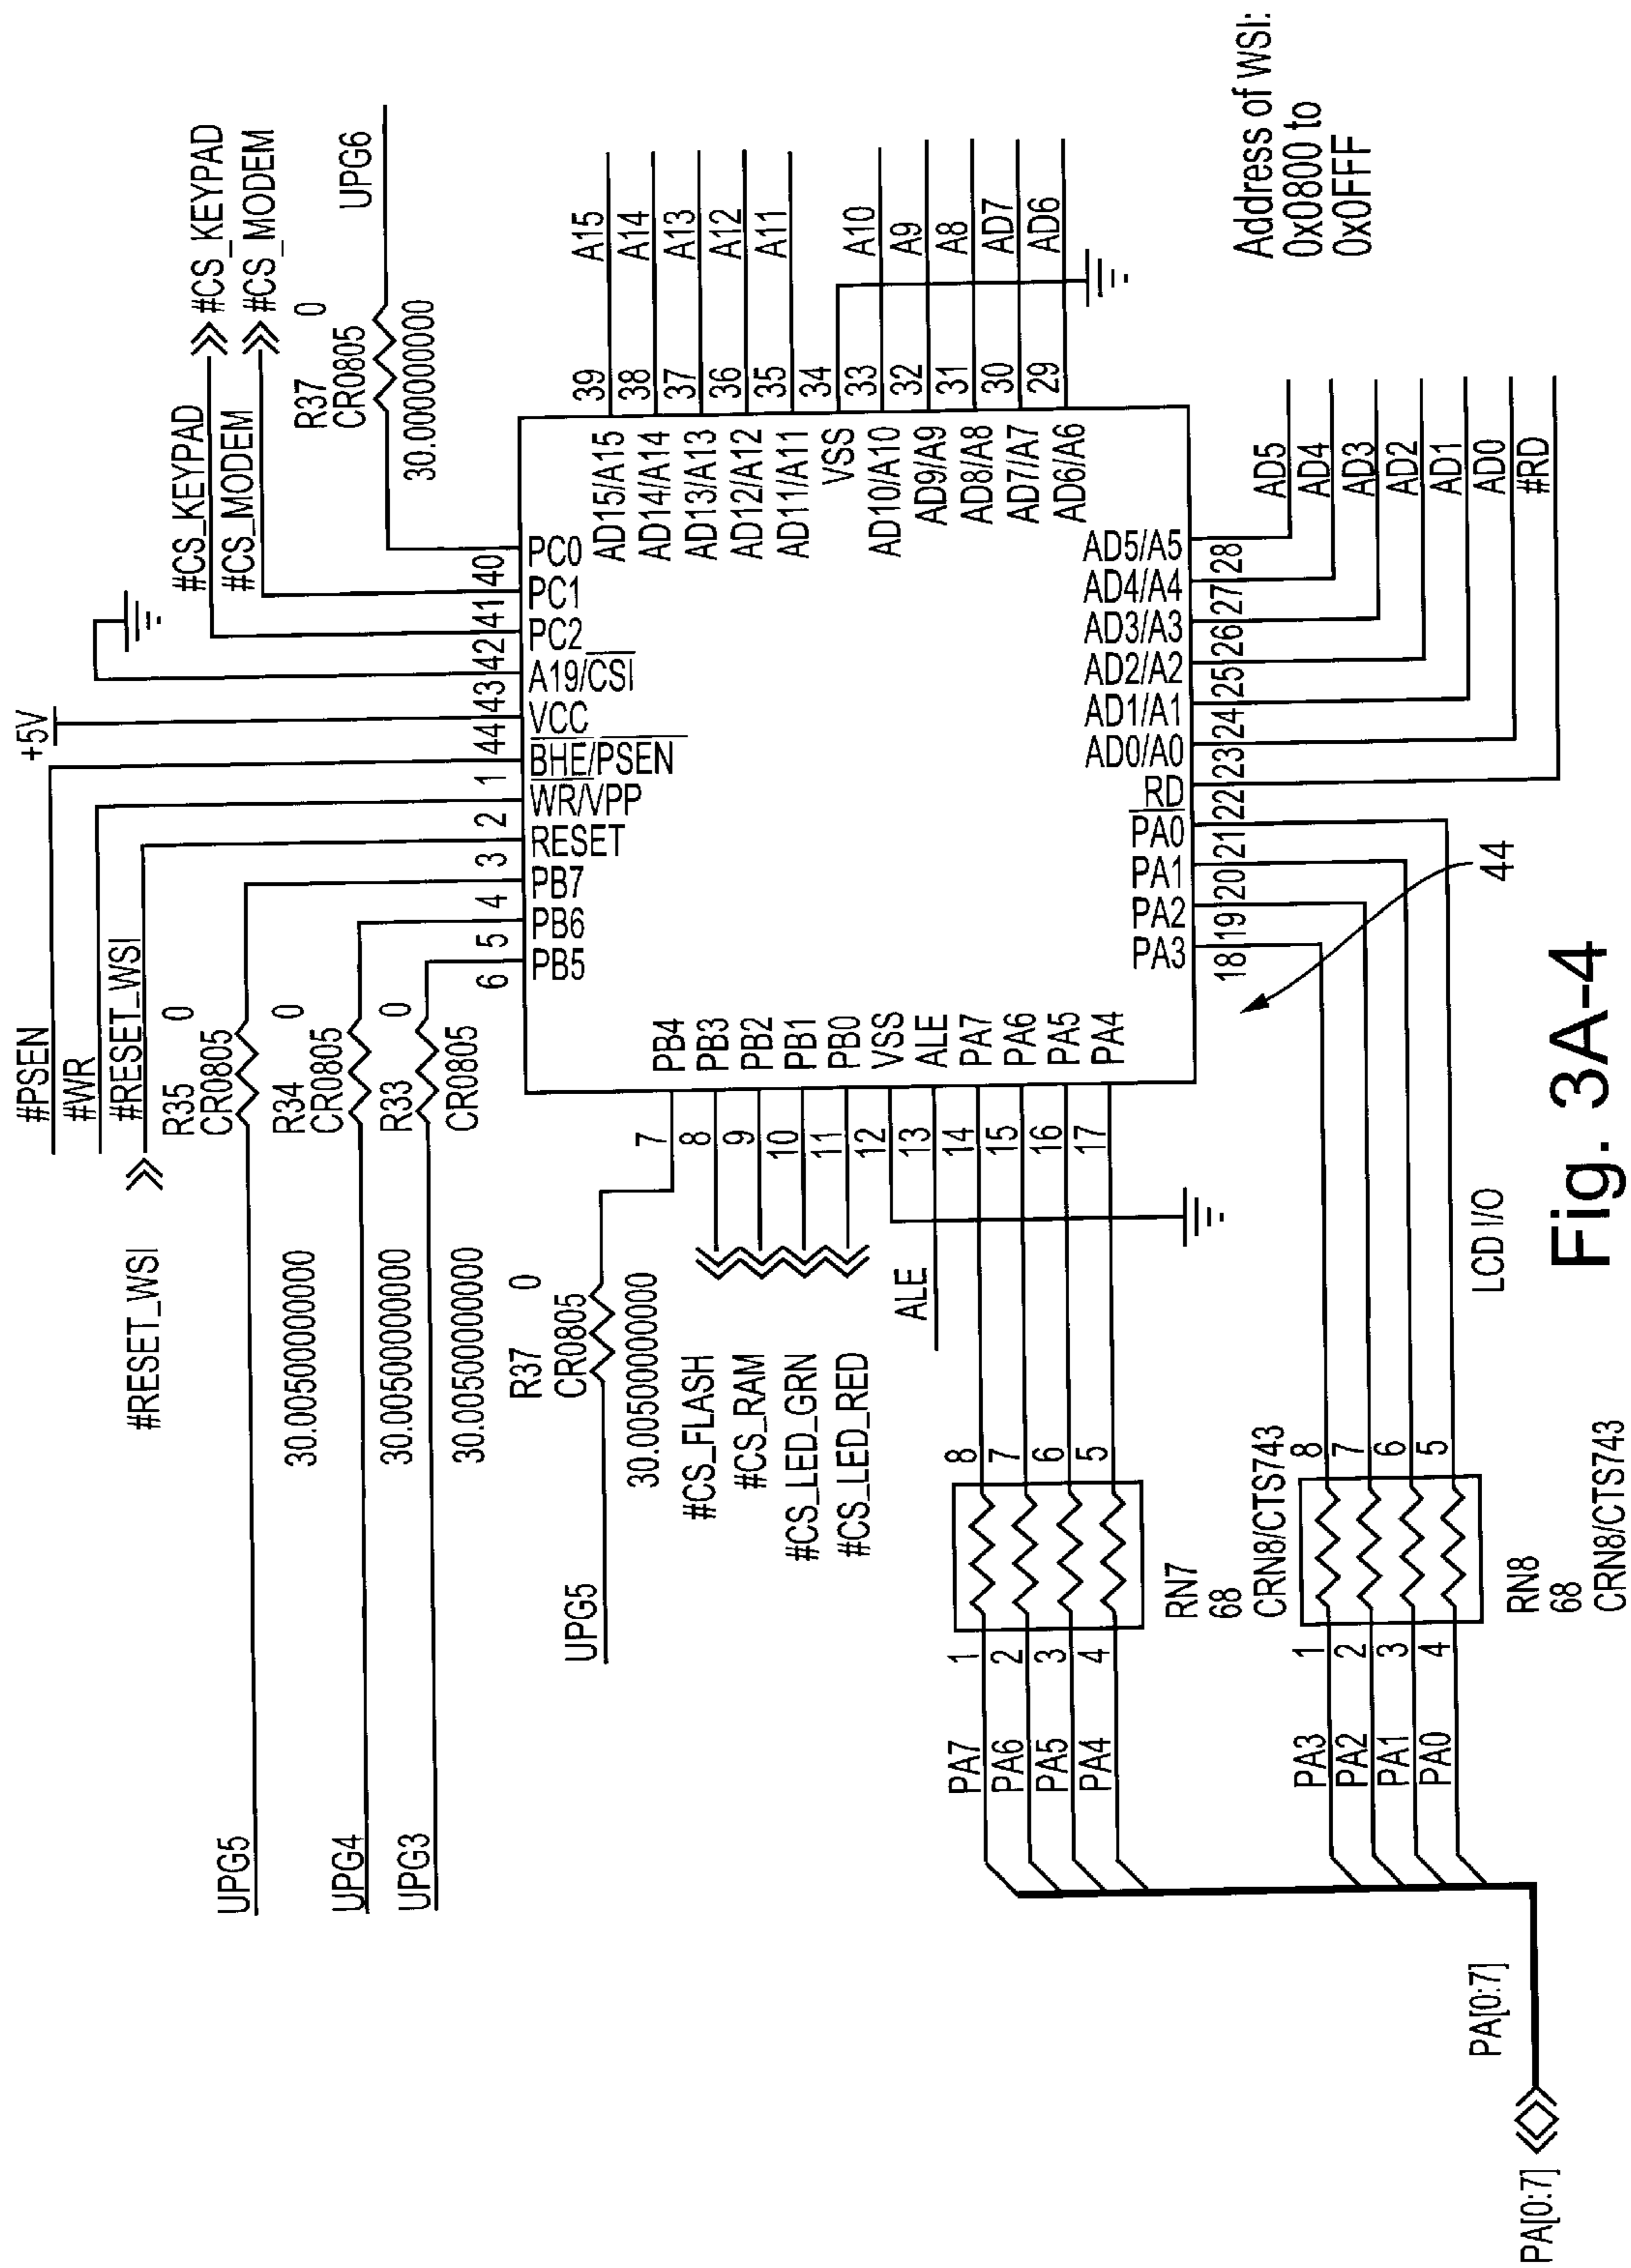 #PSEN
#WR
#RESET_WSI
#RESET_WSI
+5V
#CS_KEYPAD
#CS_MODEM
#CS_KEYPAD
#CS_MODEM
R35 0
CR0805
30.00500000000
UPG5
R34 0
CR0805
30.00500000000
UPG4
R33 0
CR0805
30.00500000000
UPG3
R37 0
CR0805
30.00000000
UPG6
6 5 4 3 2 1 44 43 42 41 40
PB5
PB6
PB7
RESET
WR/VPP
BHE/PSEN
VCC
A19/CSI
PC2
PC1
PC0
R37 0
CR0805
30.00500000000
UPG5
#CS_FLASH
#CS_RAM
#CS_LED_GRN
#CS_LED_RED
ALE
7 PB4
8 PB3
9 PB2
10 PB1
11 PB0
12 VSS
13 ALE
14 PA7
15 PA6
16 PA5
17 PA4
AD15/A15 39 A15
AD14/A14 38 A14
AD13/A13 37 A13
AD12/A12 36 A12
AD11/A11 35 A11
VSS 34
AD10/A10 33 A10
AD9/A9 32 A9
AD8/A8 31 A8
AD7/A7 30 AD7
AD6/A6 29 AD6
PA3
PA2
PA1
PA0
RD
AD0/A0
AD1/A1
AD2/A2
AD3/A3
AD4/A4
AD5/A5
18 19 20 21 22 23 24 25 26 27 28
AD5
AD4
AD3
AD2
AD1
AD0
#RD
PA7 1 8
PA6 2 7
PA5 3 6
PA4 4 5
RN7
68
CRN8/CTS743
PA3 1 8
PA2 2 7
PA1 3 6
PA0 4 5
RN8
68
CRN8/CTS743
LCD I/O
44
Address of WSI:
0x0800 to
0x0FFF
PA[0:7]
PA[0:7]
Fig. 3A-4